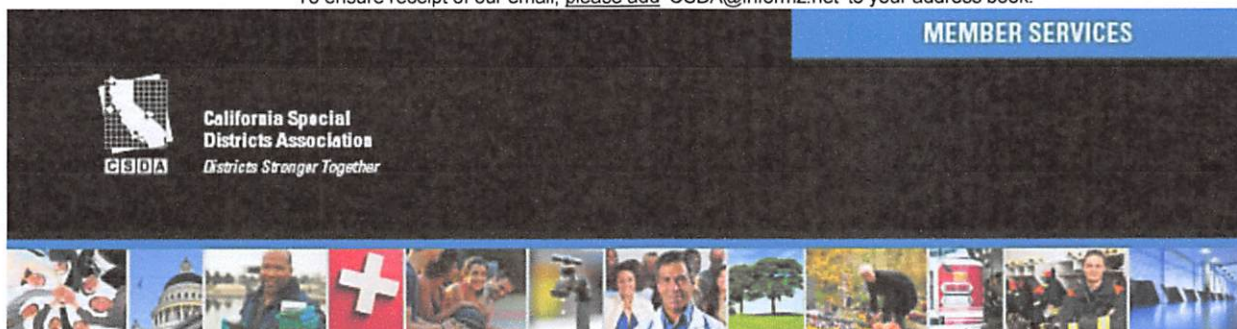 To ensure receipt of our email, please add 'CSDA@informz.net' to your address book.
MEMBER SERVICES
California Special
Districts Association
CSDA
Districts Stronger Together